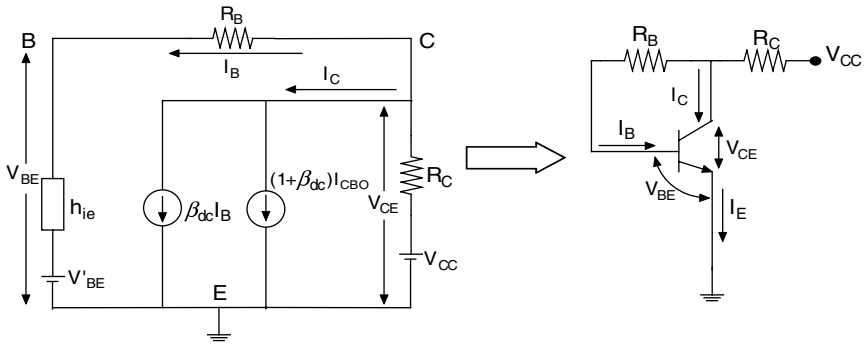 R_B
B
C
I_B
I_C
V_BE
h_ie
V'_BE
β_dc I_B
(1+β_dc)I_CBO
V_CE
R_C
V_CC
E
R_B
R_C
V_CC
I_C
I_B
V_CE
V_BE
I_E